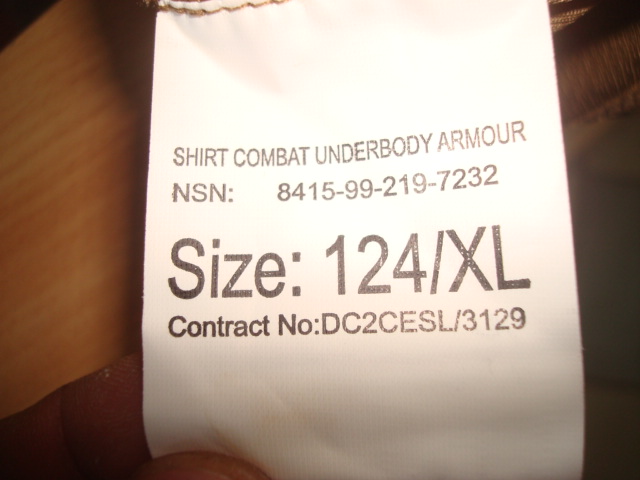 SHIRT COMBAT UNDERBODY ARMOUR
NSN: 8415-99-219-7232
Size: 124/XL
Contract No:DC2CESL/3129